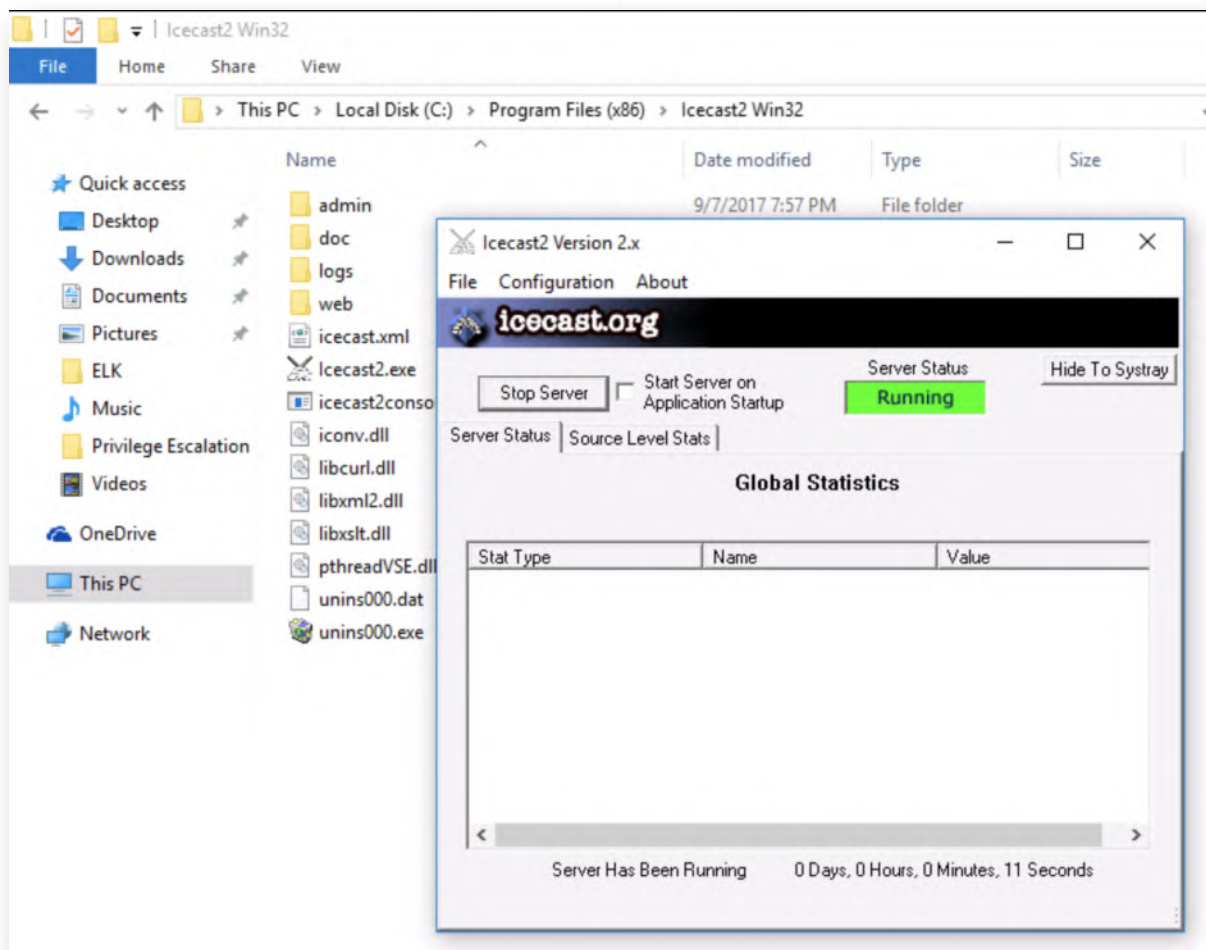 Icecast2 Win32
File Home Share View
This PC > Local Disk (C:) > Program Files (x86) > Icecast2 Win32
Name Date modified Type Size
Quick access
Desktop
Downloads
Documents
Pictures
ELK
Music
Privilege Escalation
Videos
OneDrive
This PC
Network
admin 9/7/2017 7:57 PM File folder
doc
logs
web
icecast.xml
Icecast2.exe
icecast2conso
iconv.dll
libcurl.dll
libxml2.dll
libxslt.dll
pthreadVSE.dll
unins000.dat
unins000.exe
Icecast2 Version 2.x
File Configuration About
icecast.org
Stop Server
Start Server on
Application Startup
Server Status
Running
Hide To Systray
Server Status Source Level Stats
Global Statistics
Stat Type Name Value
Server Has Been Running 0 Days, 0 Hours, 0 Minutes, 11 Seconds